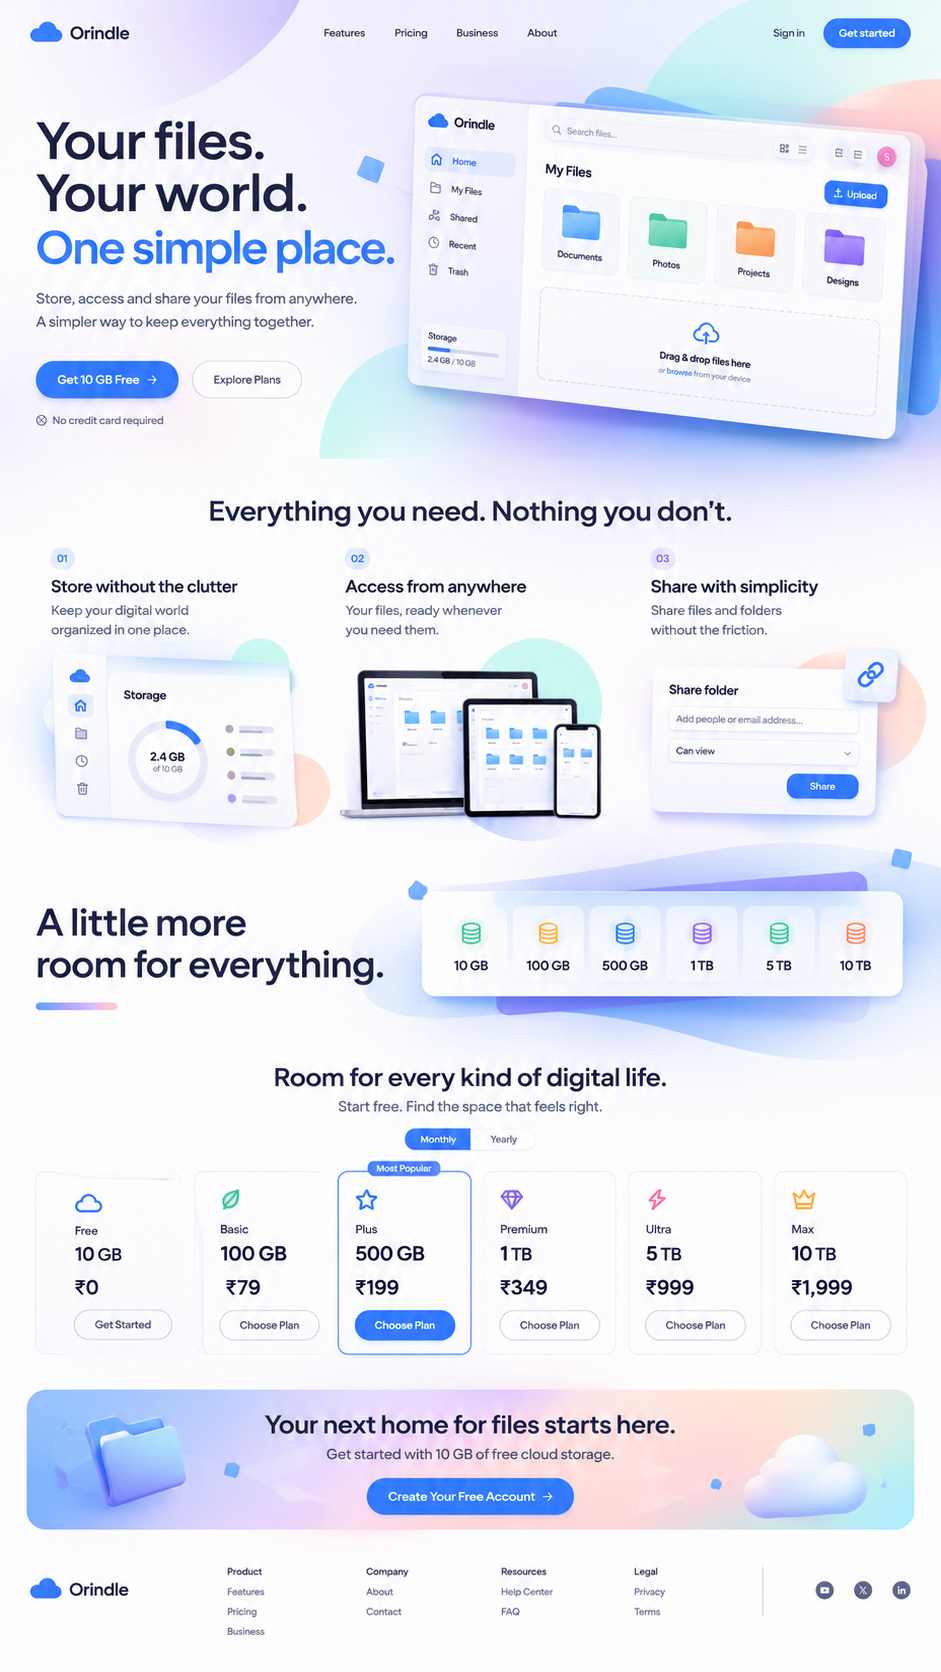 Orindle
Features
Pricing
Business
About
Sign in
Get started
Your files.
Your world.
One simple place.
Store, access and share your files from anywhere.
A simpler way to keep everything together.
Get 10 GB Free →
Explore Plans
No credit card required
Orindle
Home
My Files
Shared
Recent
Trash
Storage
2.4 GB / 10 GB
Search files...
S
My Files
Upload
Documents
Photos
Projects
Designs
Drag & drop files here
or browse from your device
Everything you need. Nothing you don't.
01
Store without the clutter
Keep your digital world
organized in one place.
Storage
2.4 GB
of 10 GB
02
Access from anywhere
Your files, ready whenever
you need them.
03
Share with simplicity
Share files and folders
without the friction.
Share folder
Add people or email address...
Can view
Share
A little more
room for everything.
10 GB
100 GB
500 GB
1 TB
5 TB
10 TB
Room for every kind of digital life.
Start free. Find the space that feels right.
Monthly
Yearly
Free
10 GB
₹0
Get Started
Basic
100 GB
₹79
Choose Plan
Most Popular
Plus
500 GB
₹199
Choose Plan
Premium
1 TB
₹349
Choose Plan
Ultra
5 TB
₹999
Choose Plan
Max
10 TB
₹1,999
Choose Plan
Your next home for files starts here.
Get started with 10 GB of free cloud storage.
Create Your Free Account →
Orindle
Product
Features
Pricing
Business
Company
About
Contact
Resources
Help Center
FAQ
Legal
Privacy
Terms